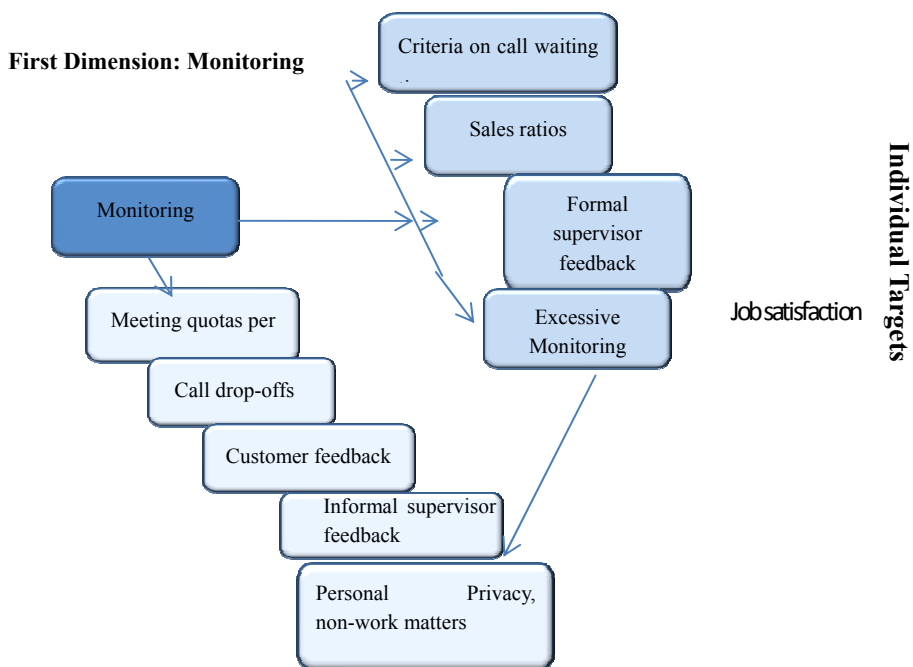 First Dimension: Monitoring
Criteria on call waiting
Sales ratios
Monitoring
Formal
supervisor
feedback
Meeting quotas per
Excessive
Monitoring
Job satisfaction
Individual Targets
Call drop-offs
Customer feedback
Informal supervisor
feedback
Personal Privacy,
non-work matters